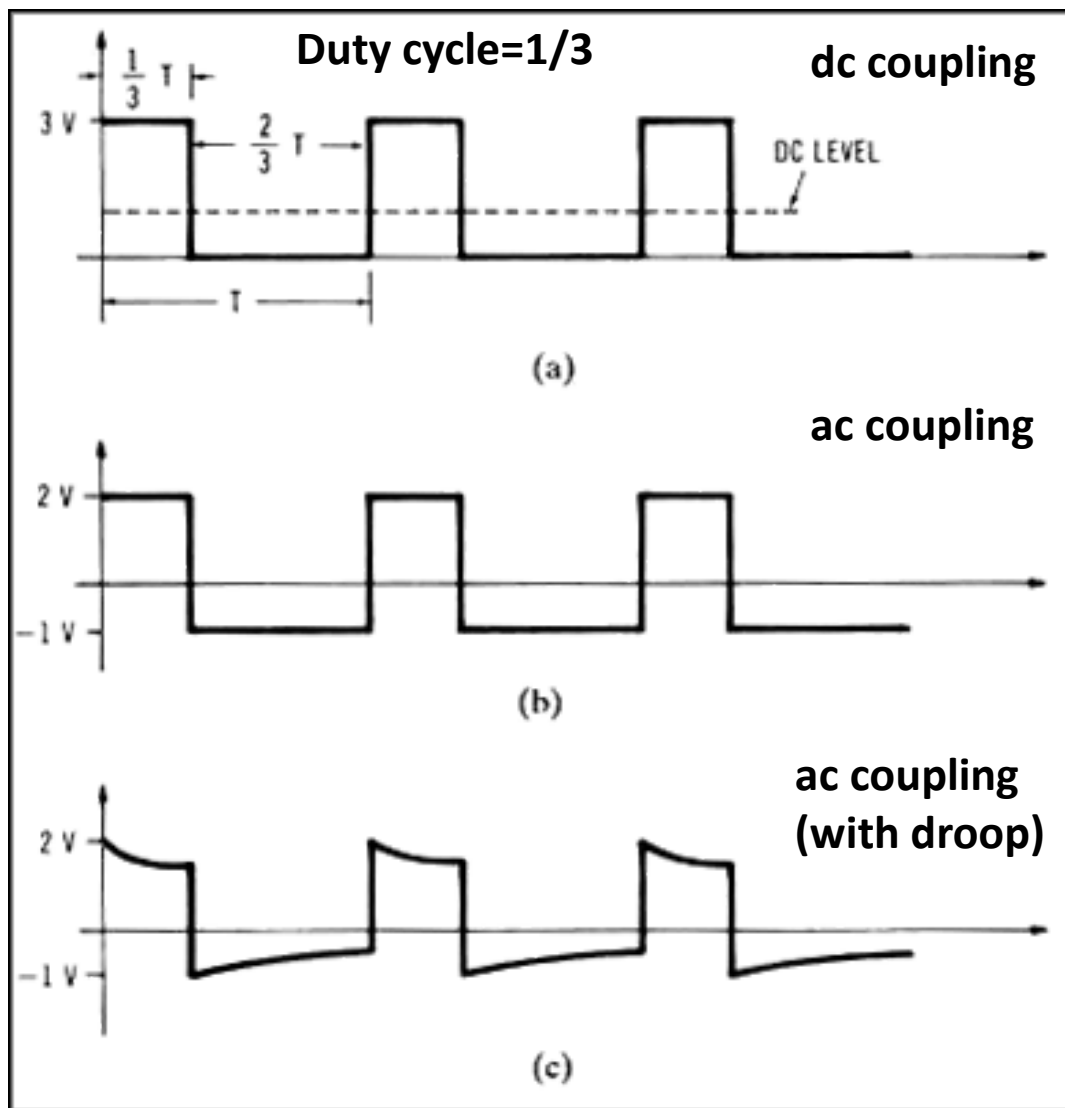 Duty cycle=1/3
dc coupling
1/3 T
3 V
2/3 T
DC LEVEL
T
(a)
ac coupling
2 V
−1 V
(b)
ac coupling
(with droop)
2 V
−1 V
(c)